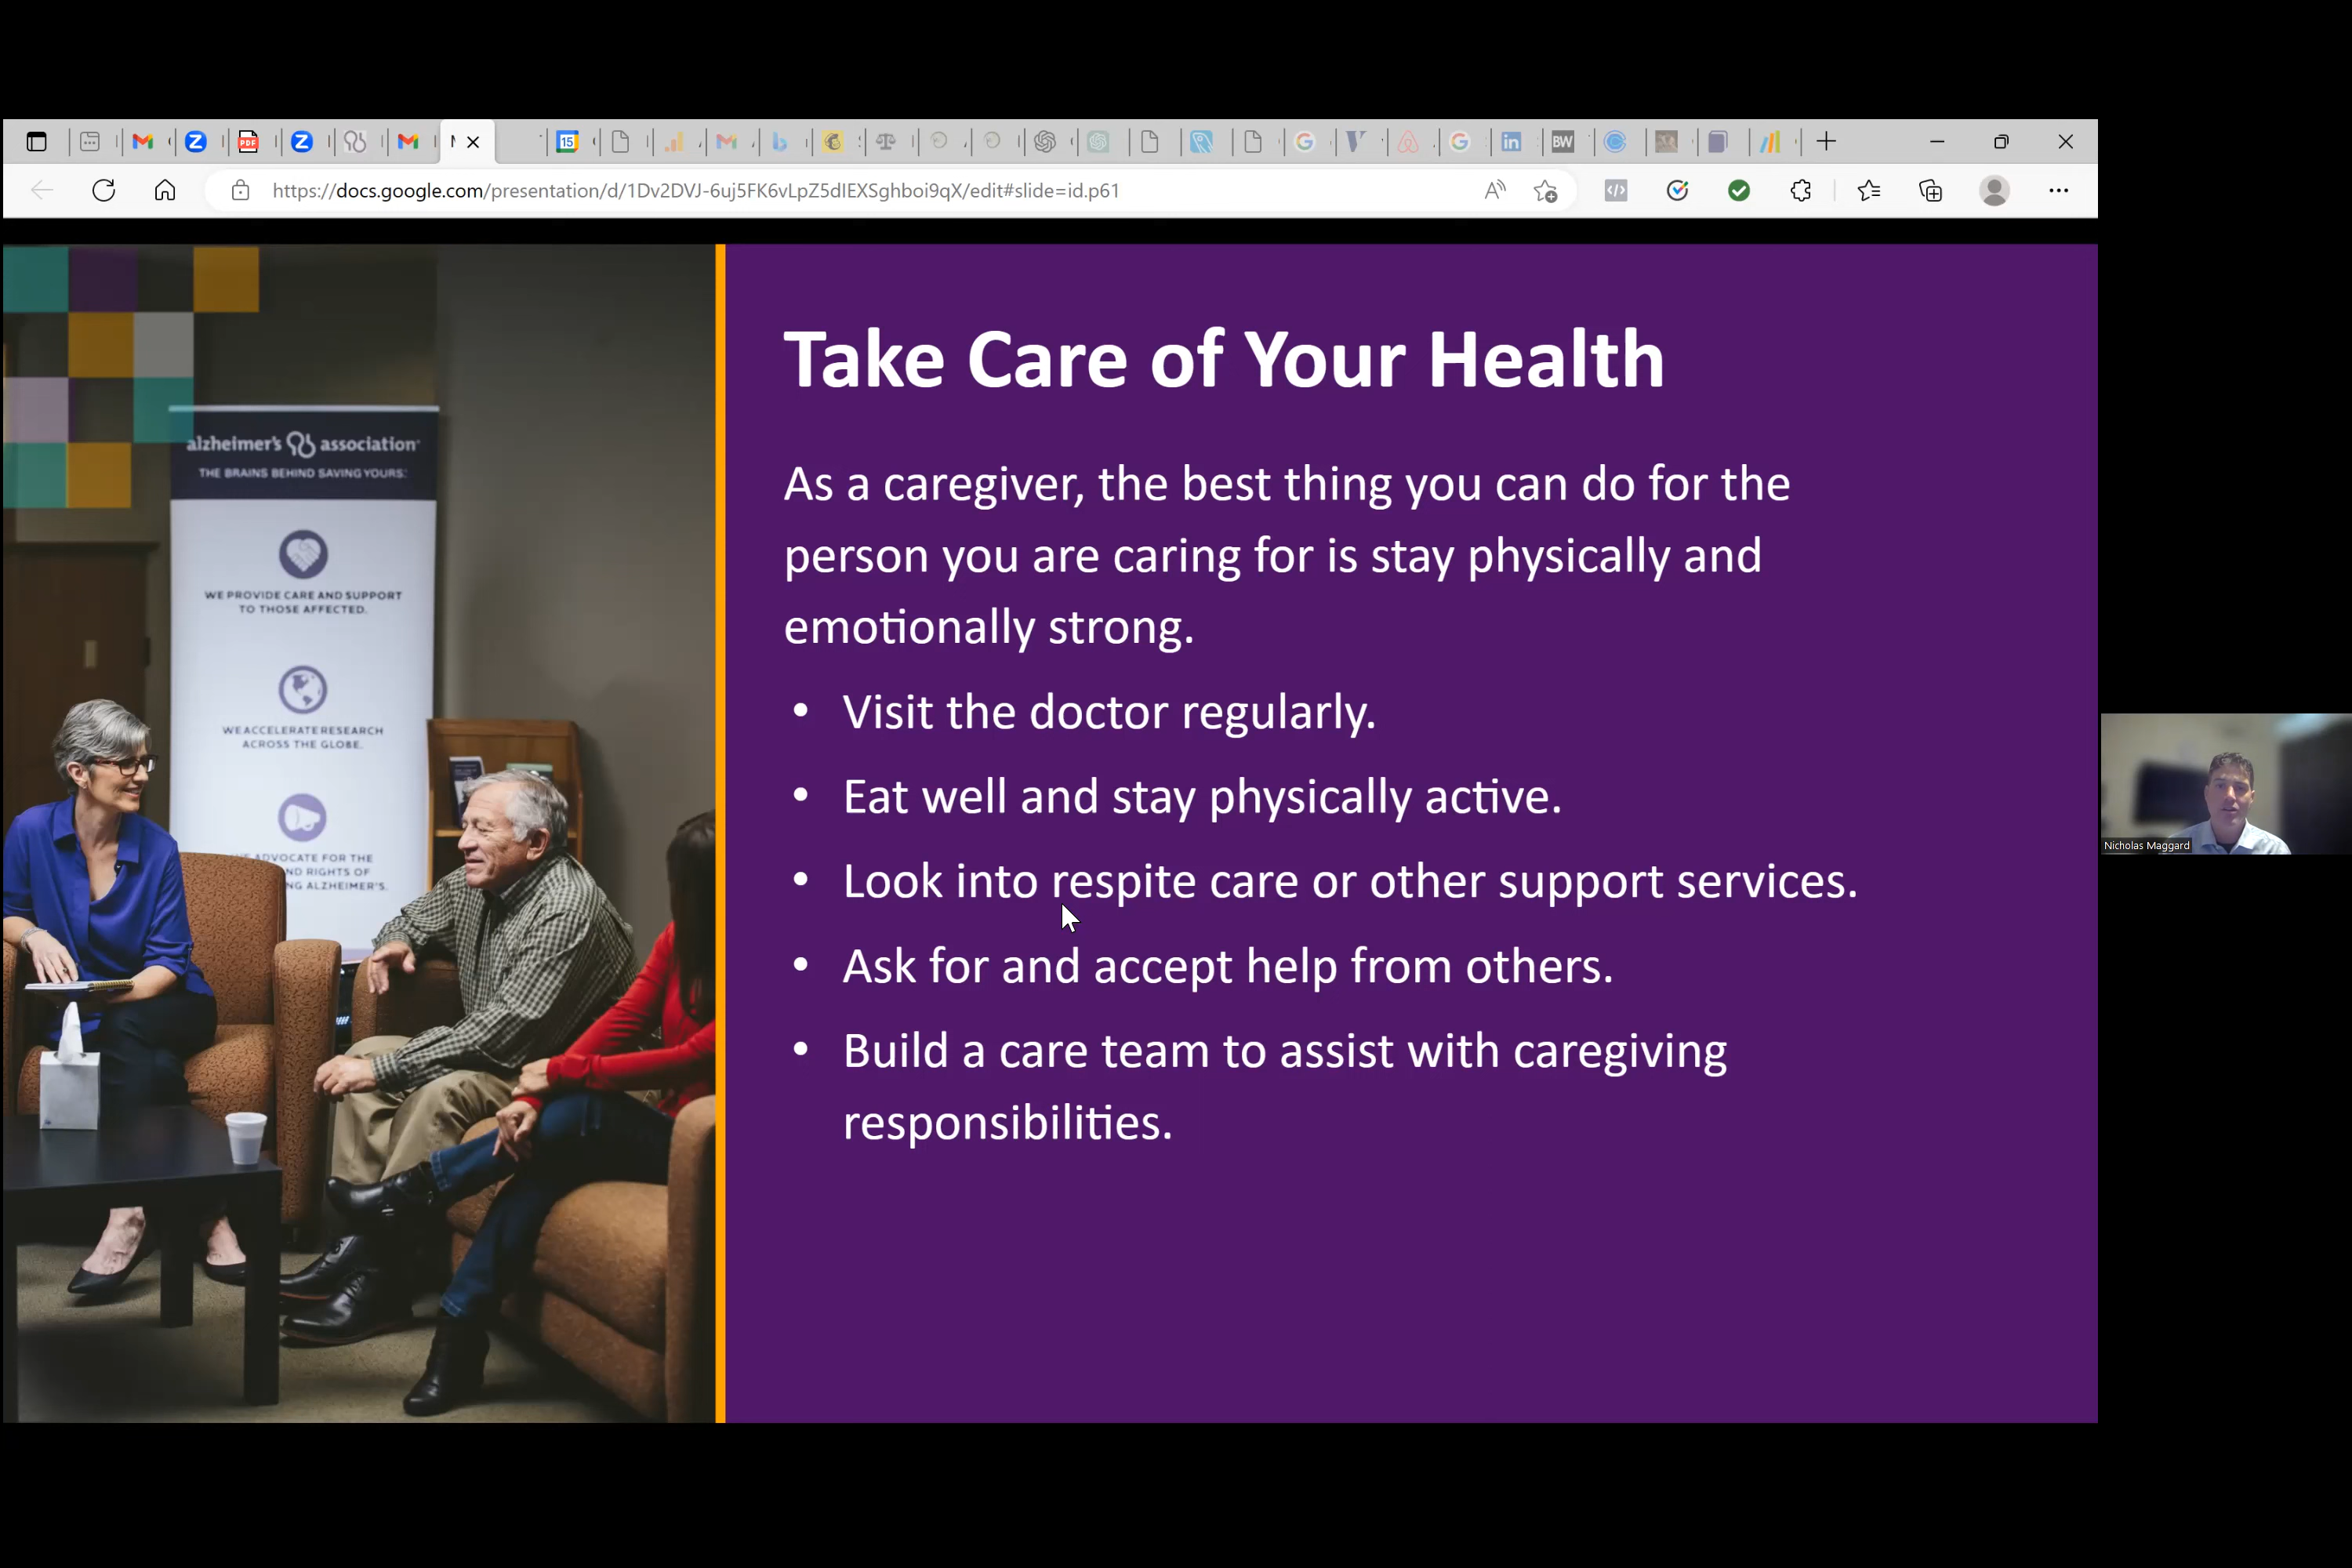 15
BW
https://docs.google.com/presentation/d/1Dv2DVJ-6uj5FK6vLpZ5dIEXSghboi9qX/edit#slide=id.p61
alzheimer's association
THE BRAINS BEHIND SAVING YOURS.
WE PROVIDE CARE AND SUPPORT
TO THOSE AFFECTED.
WE ACCELERATE RESEARCH
ACROSS THE GLOBE.
ADVOCATE FOR THE
ND RIGHTS OF
NG ALZHEIMER'S.
Take Care of Your Health
As a caregiver, the best thing you can do for the
person you are caring for is stay physically and
emotionally strong.
• Visit the doctor regularly.
• Eat well and stay physically active.
• Look into respite care or other support services.
• Ask for and accept help from others.
• Build a care team to assist with caregiving
responsibilities.
Nicholas Maggard